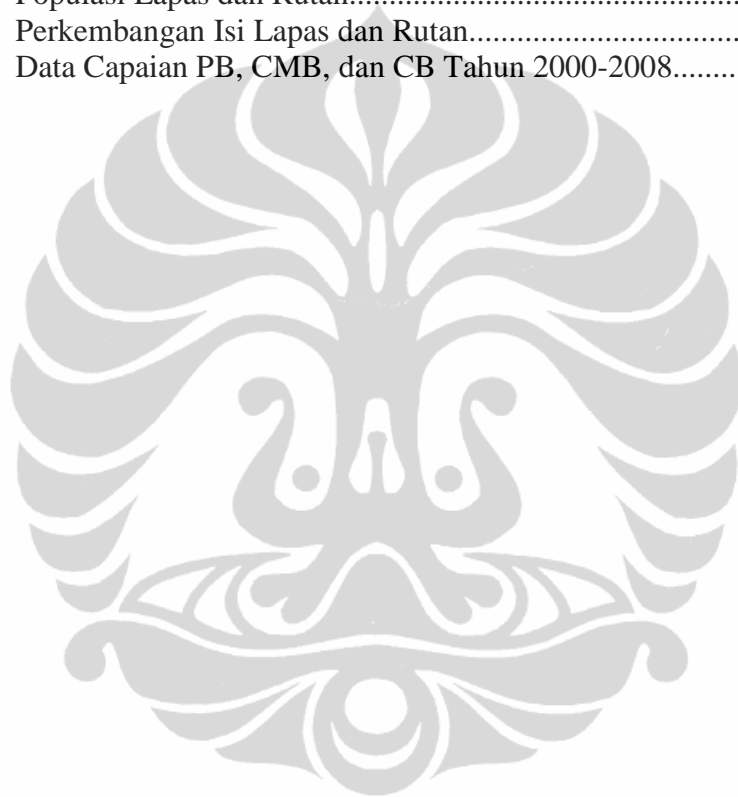 Populasi Lapas dan Rutan.......................................................
Perkembangan Isi Lapas dan Rutan.....................................
Data Capaian PB, CMB, dan CB Tahun 2000-2008........